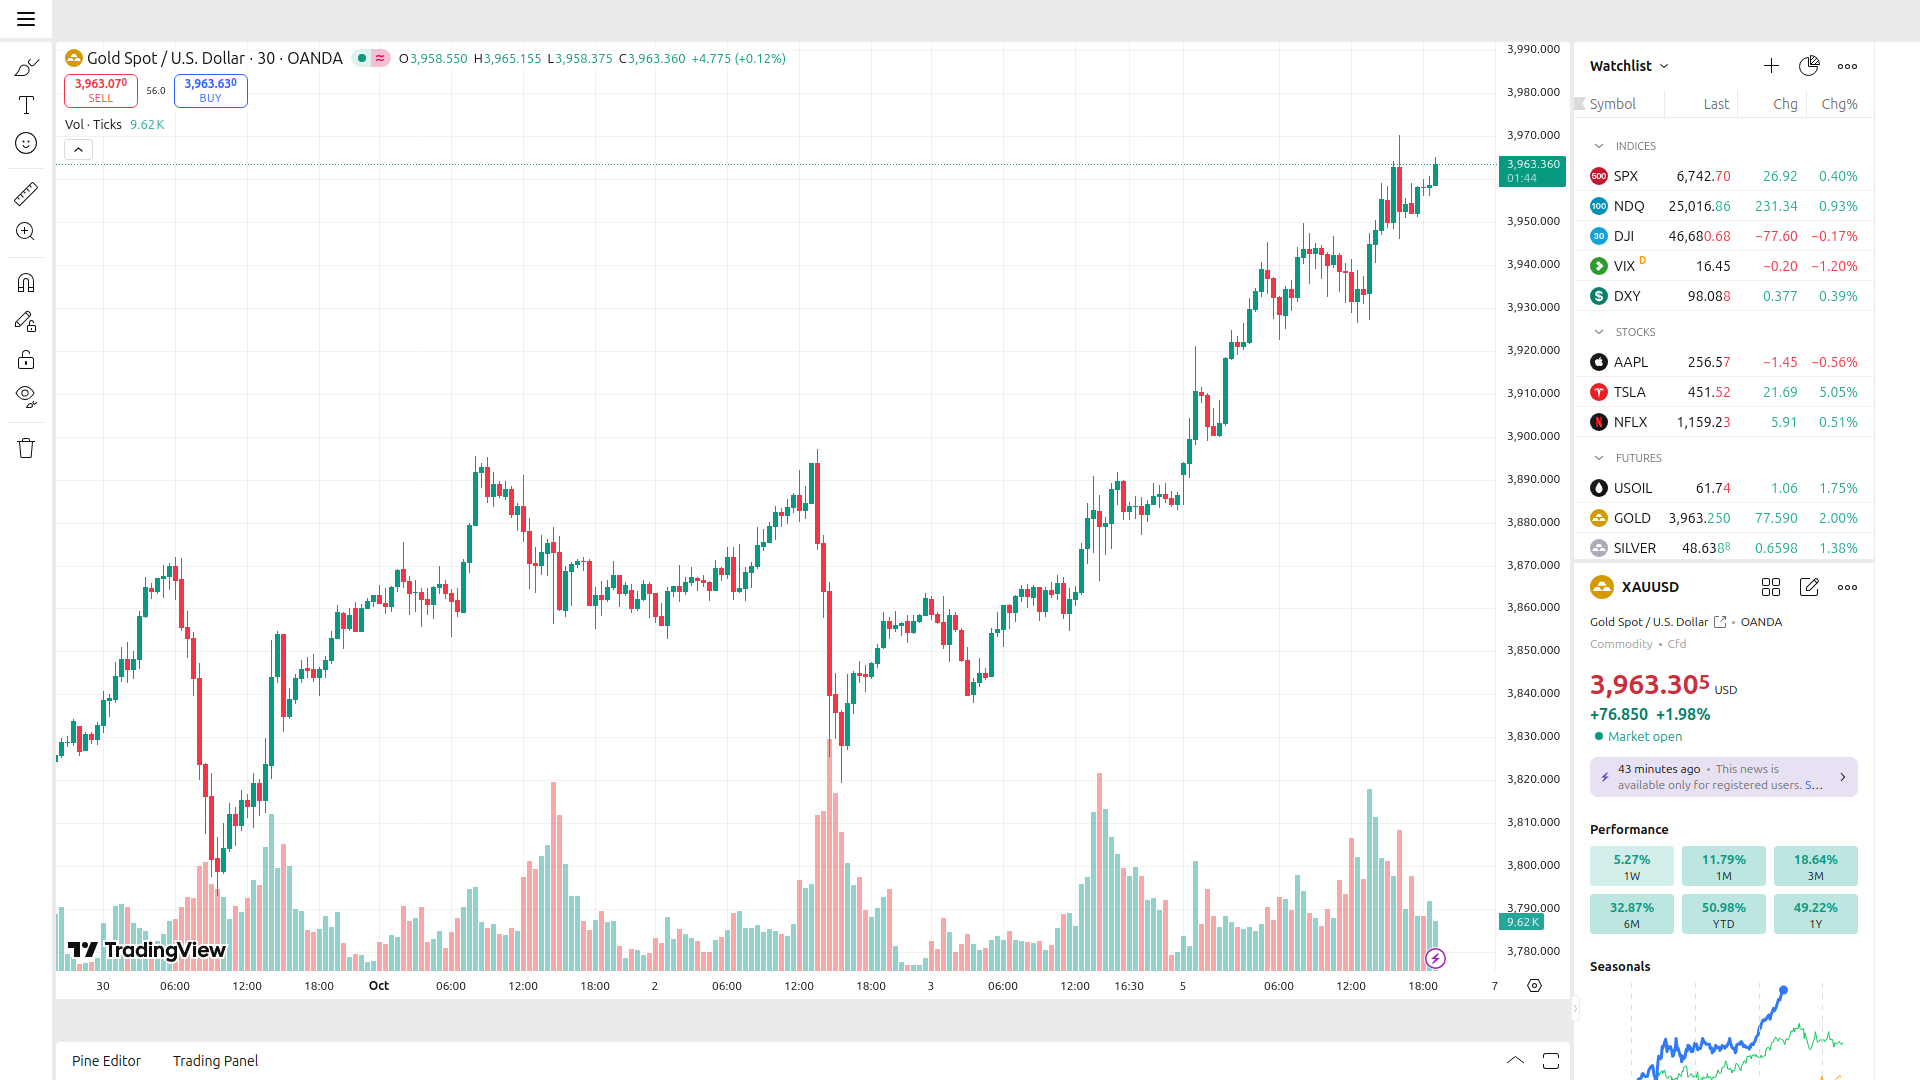 Gold Spot / U.S. Dollar · 30 · OANDA
≈
O3,958.550 H3,965.155 L3,958.375 C3,963.360 +4.775 (+0.12%)
3,963.070
SELL
56.0
3,963.630
BUY
Vol · Ticks 9.62 K
3,990.000
3,980.000
3,970.000
3,963.360
01:44
3,950.000
3,940.000
3,930.000
3,920.000
3,910.000
3,900.000
3,890.000
3,880.000
3,870.000
3,860.000
3,850.000
3,840.000
3,830.000
3,820.000
3,810.000
3,800.000
3,790.000
9.62 K
3,780.000
TradingView
30 06:00 12:00 18:00 Oct 06:00 12:00 18:00 2 06:00 12:00 18:00 3 06:00 12:00 16:30 5 06:00 12:00 18:00 7
Pine Editor Trading Panel
Watchlist
Symbol Last Chg Chg%
INDICES
500 SPX 6,742.70 26.92 0.40%
100 NDQ 25,016.86 231.34 0.93%
30 DJI 46,680.68 −77.60 −0.17%
VIX D 16.45 −0.20 −1.20%
$ DXY 98.088 0.377 0.39%
STOCKS
AAPL 256.57 −1.45 −0.56%
TSLA 451.52 21.69 5.05%
N NFLX 1,159.23 5.91 0.51%
FUTURES
USOIL 61.74 1.06 1.75%
GOLD 3,963.250 77.590 2.00%
SILVER 48.638⁸ 0.6598 1.38%
XAUUSD
Gold Spot / U.S. Dollar • OANDA
Commodity • Cfd
3,963.305 USD
+76.850 +1.98%
Market open
43 minutes ago • This news is
available only for registered users. S...
Performance
5.27% 11.79% 18.64%
1W 1M 3M
32.87% 50.98% 49.22%
6M YTD 1Y
Seasonals